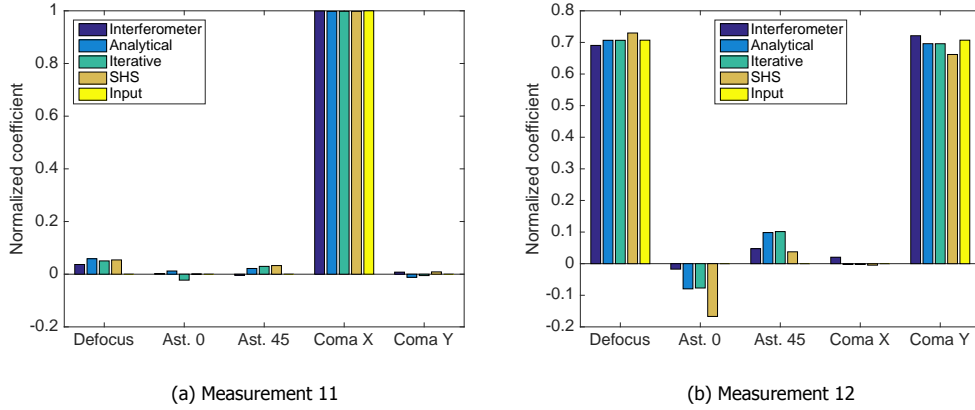 Interferometer
Analytical
Iterative
SHS
Input
Normalized coefficient
1
0.8
0.6
0.4
0.2
0
-0.2
Defocus Ast. 0 Ast. 45 Coma X Coma Y
(a) Measurement 11
Interferometer
Analytical
Iterative
SHS
Input
Normalized coefficient
0.8
0.7
0.6
0.5
0.4
0.3
0.2
0.1
0
-0.1
-0.2
Defocus Ast. 0 Ast. 45 Coma X Coma Y
(b) Measurement 12